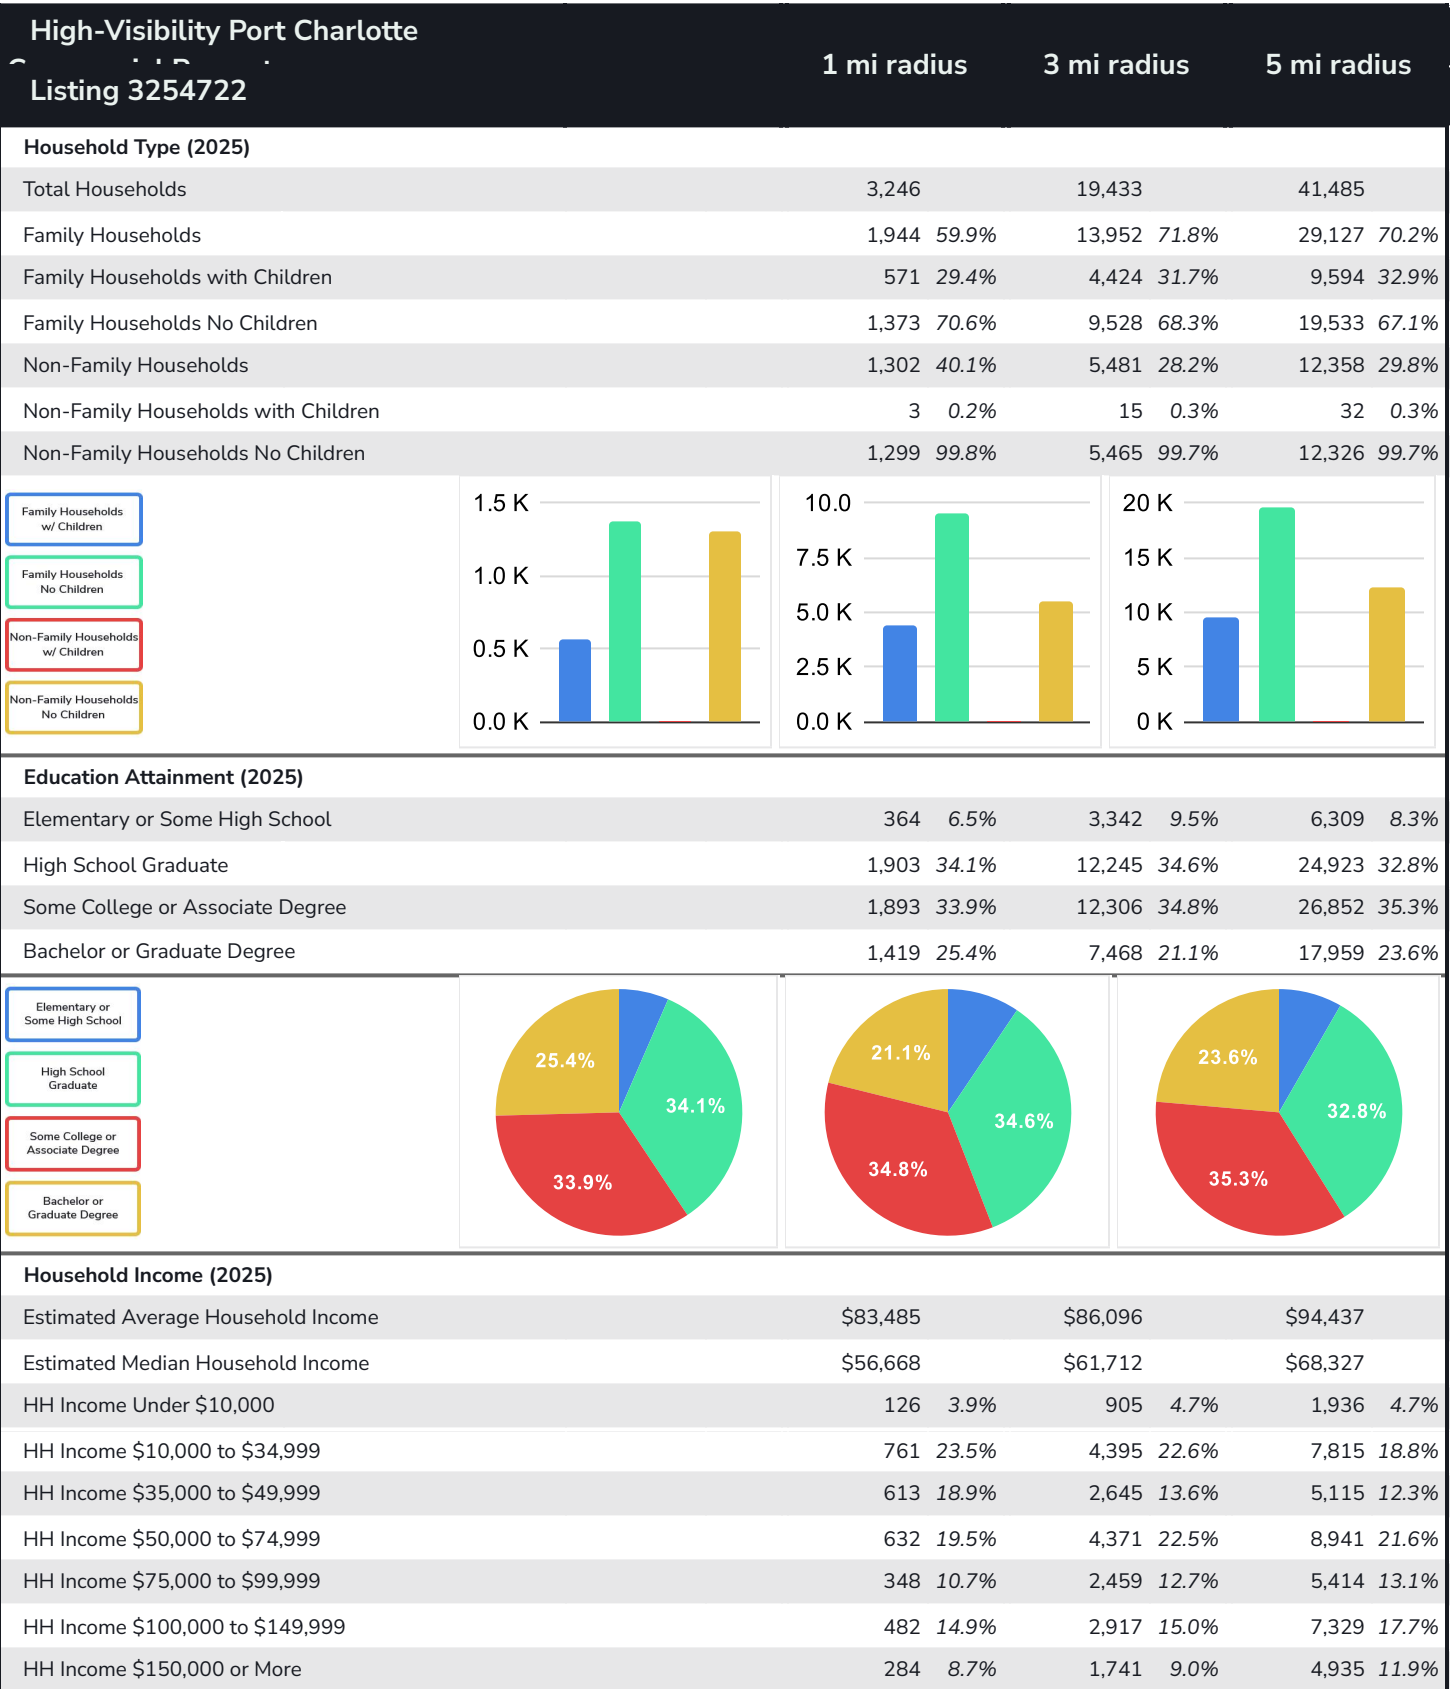 High-Visibility Port Charlotte
Listing 3254722
1 mi radius 3 mi radius 5 mi radius
Household Type (2025)
Total Households 3,246 19,433 41,485
Family Households 1,944 59.9% 13,952 71.8% 29,127 70.2%
Family Households with Children 571 29.4% 4,424 31.7% 9,594 32.9%
Family Households No Children 1,373 70.6% 9,528 68.3% 19,533 67.1%
Non-Family Households 1,302 40.1% 5,481 28.2% 12,358 29.8%
Non-Family Households with Children 3 0.2% 15 0.3% 32 0.3%
Non-Family Households No Children 1,299 99.8% 5,465 99.7% 12,326 99.7%
Family Households
w/ Children
Family Households
No Children
Non-Family Households
w/ Children
Non-Family Households
No Children
1.5 K
1.0 K
0.5 K
0.0 K
10.0
7.5 K
5.0 K
2.5 K
0.0 K
20 K
15 K
10 K
5 K
0 K
Education Attainment (2025)
Elementary or Some High School 364 6.5% 3,342 9.5% 6,309 8.3%
High School Graduate 1,903 34.1% 12,245 34.6% 24,923 32.8%
Some College or Associate Degree 1,893 33.9% 12,306 34.8% 26,852 35.3%
Bachelor or Graduate Degree 1,419 25.4% 7,468 21.1% 17,959 23.6%
Elementary or
Some High School
High School
Graduate
Some College or
Associate Degree
Bachelor or
Graduate Degree
25.4%
34.1%
33.9%
21.1%
34.6%
34.8%
23.6%
32.8%
35.3%
Household Income (2025)
Estimated Average Household Income $83,485 $86,096 $94,437
Estimated Median Household Income $56,668 $61,712 $68,327
HH Income Under $10,000 126 3.9% 905 4.7% 1,936 4.7%
HH Income $10,000 to $34,999 761 23.5% 4,395 22.6% 7,815 18.8%
HH Income $35,000 to $49,999 613 18.9% 2,645 13.6% 5,115 12.3%
HH Income $50,000 to $74,999 632 19.5% 4,371 22.5% 8,941 21.6%
HH Income $75,000 to $99,999 348 10.7% 2,459 12.7% 5,414 13.1%
HH Income $100,000 to $149,999 482 14.9% 2,917 15.0% 7,329 17.7%
HH Income $150,000 or More 284 8.7% 1,741 9.0% 4,935 11.9%